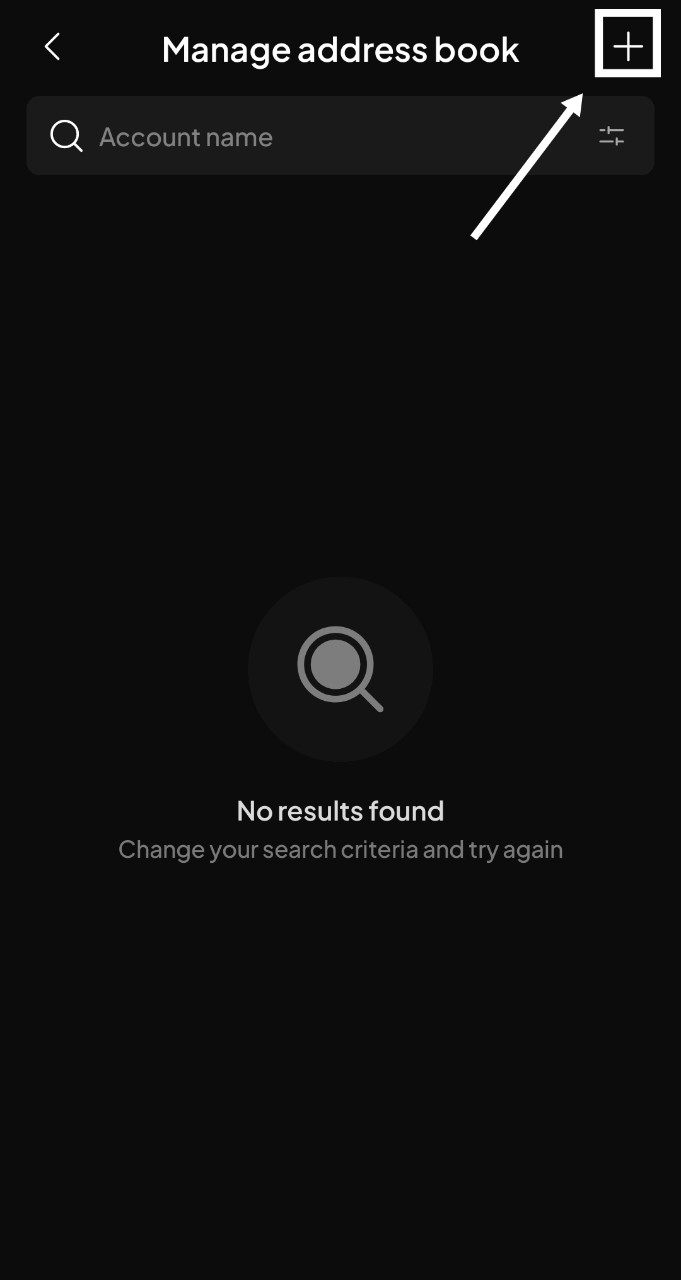 Manage address book
Account name
No results found
Change your search criteria and try again